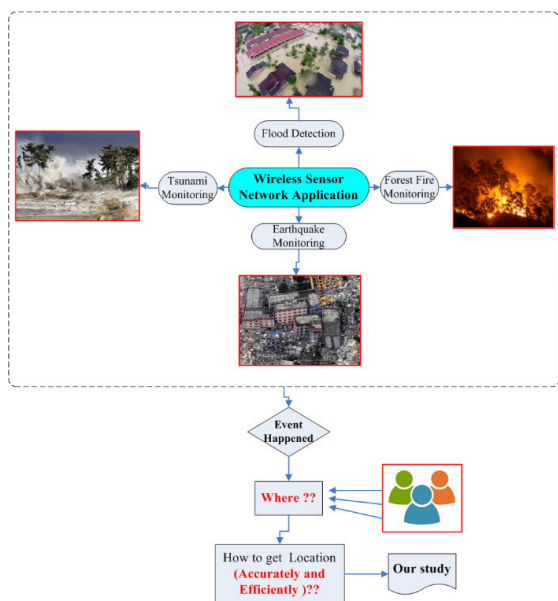 Flood Detection
Tsunami
Monitoring
Wireless Sensor
Network Application
Forest Fire
Monitoring
Earthquake
Monitoring
Event
Happened
Where ??
How to get Location
(Accurately and
Efficiently )??
Our study